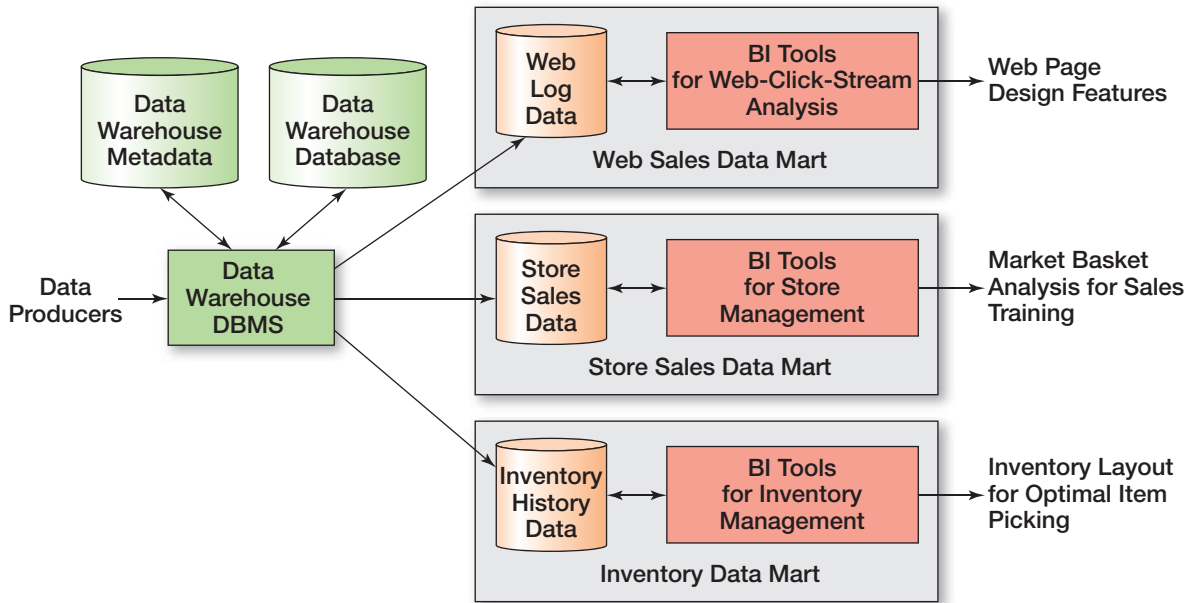 Data
Warehouse
Metadata
Data
Warehouse
Database
Data
Producers
Data
Warehouse
DBMS
Web
Log
Data
BI Tools
for Web-Click-Stream
Analysis
Web Sales Data Mart
Web Page
Design Features
Store
Sales
Data
BI Tools
for Store
Management
Store Sales Data Mart
Market Basket
Analysis for Sales
Training
Inventory
History
Data
BI Tools
for Inventory
Management
Inventory Data Mart
Inventory Layout
for Optimal Item
Picking